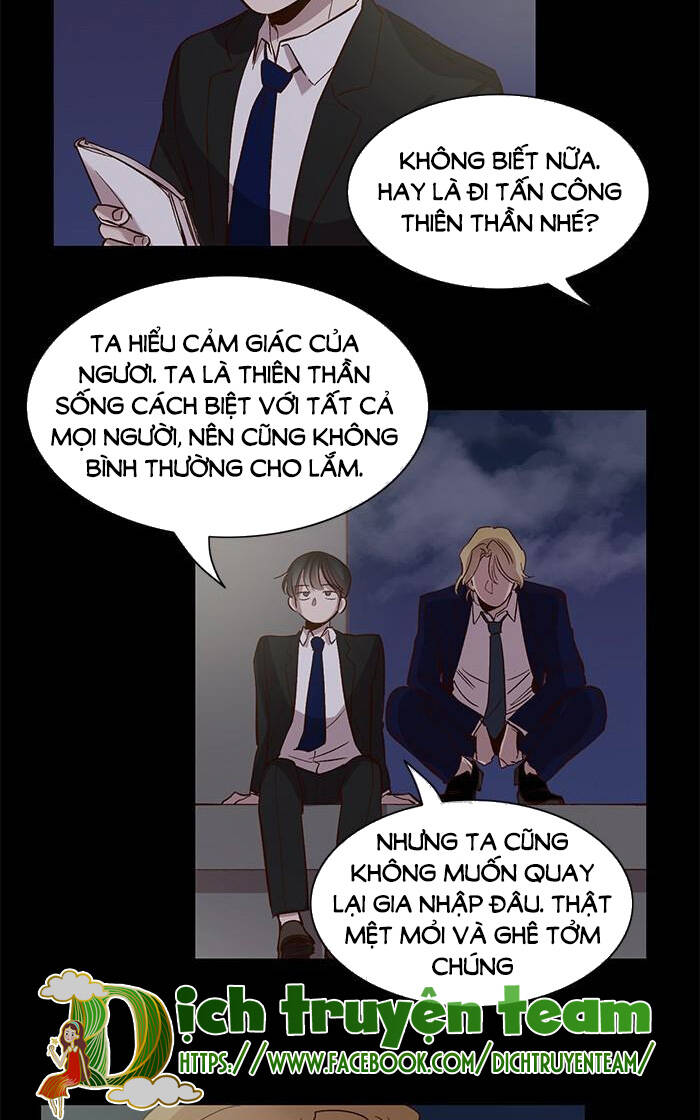 KHÔNG BIẾT NỮA.
HAY LÀ ĐI TẤN CÔNG
THIÊN THẦN NHÉ?
TA HIỂU CẢM GIÁC CỦA
NGƯƠI. TA LÀ THIÊN THẦN
SỐNG CÁCH BIỆT VỚI TẤT CẢ
MỌI NGƯỜI, NÊN CŨNG KHÔNG
BÌNH THƯỜNG CHO LẮM.
NHƯNG TA CŨNG
KHÔNG MUỐN QUAY
LẠI GIA NHẬP ĐÂU. THẬT
MỆT MỎI VÀ GHÊ TỞM
CHÚNG
Dịch truyện team
HTTPS://WWW.FACEBOOK.COM/DICHTRUYENTEAM/